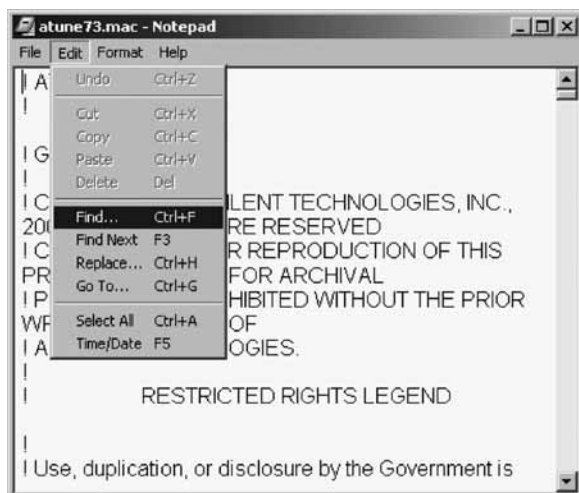 atune73.mac - Notepad
File Edit Format Help
Undo Ctrl+Z
Cut Ctrl+X
Copy Ctrl+C
Paste Ctrl+V
Delete Del
Find... Ctrl+F
Find Next F3
Replace... Ctrl+H
Go To... Ctrl+G
Select All Ctrl+A
Time/Date F5
! A
!
! G
!
! C LENT TECHNOLOGIES, INC.,
200 RE RESERVED
! C R REPRODUCTION OF THIS
PR FOR ARCHIVAL
! P HIBITED WITHOUT THE PRIOR
WR OF
! A OGIES.
!
! RESTRICTED RIGHTS LEGEND
!
! Use, duplication, or disclosure by the Government is